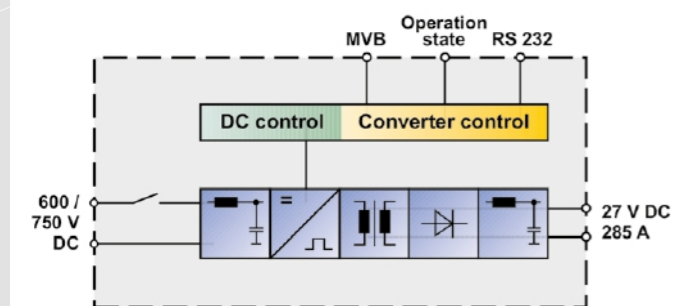 Operation
MVB state RS 232
DC control Converter control
600 /
750 V
DC
27 V DC
285 A